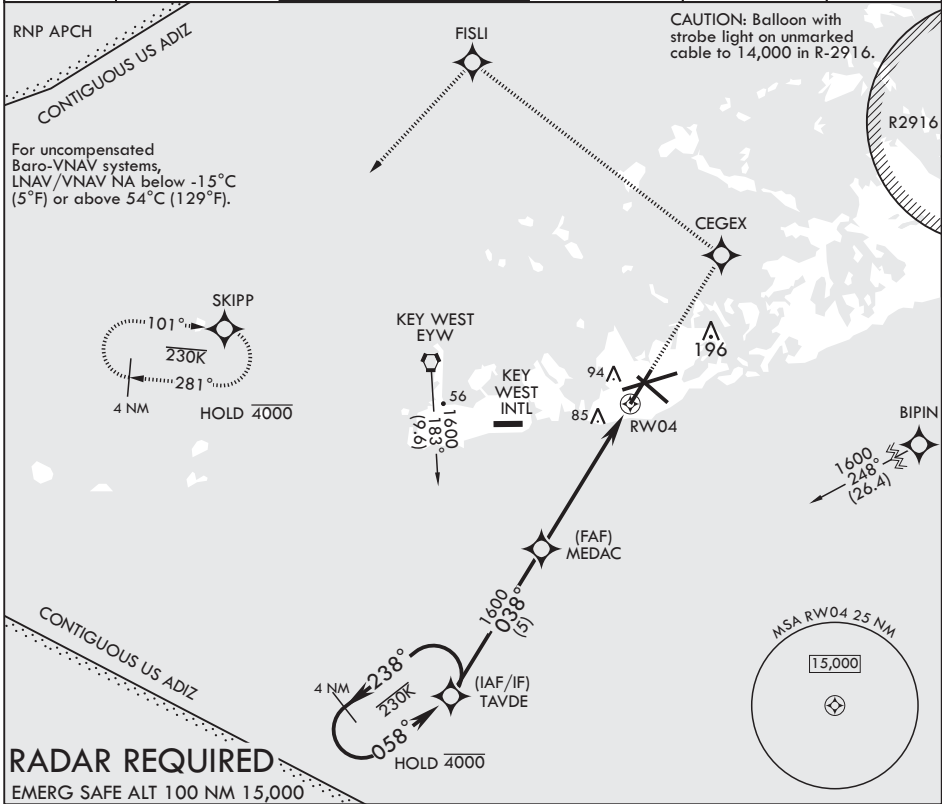 RNP APCH
CONTIGUOUS US ADIZ
FISLI
CAUTION: Balloon with
strobe light on unmarked
cable to 14,000 in R-2916.
R2916
For uncompensated
Baro-VNAV systems,
LNAV/VNAV NA below -15°C
(5°F) or above 54°C (129°F).
CEGEX
SKIPP
101°
230K
281°
4 NM
HOLD 4000
KEY WEST
EYW
56
1600
183°
(9.6)
KEY
WEST
INTL
196
94
85
RW04
BIPIN
1600
248°
(26.4)
(FAF)
MEDAC
1600
038°
(5)
CONTIGUOUS US ADIZ
238°
4 NM
230K
058°
(IAF/IF)
TAVDE
HOLD 4000
MSA RW04 25 NM
15,000
RADAR REQUIRED
EMERG SAFE ALT 100 NM 15,000